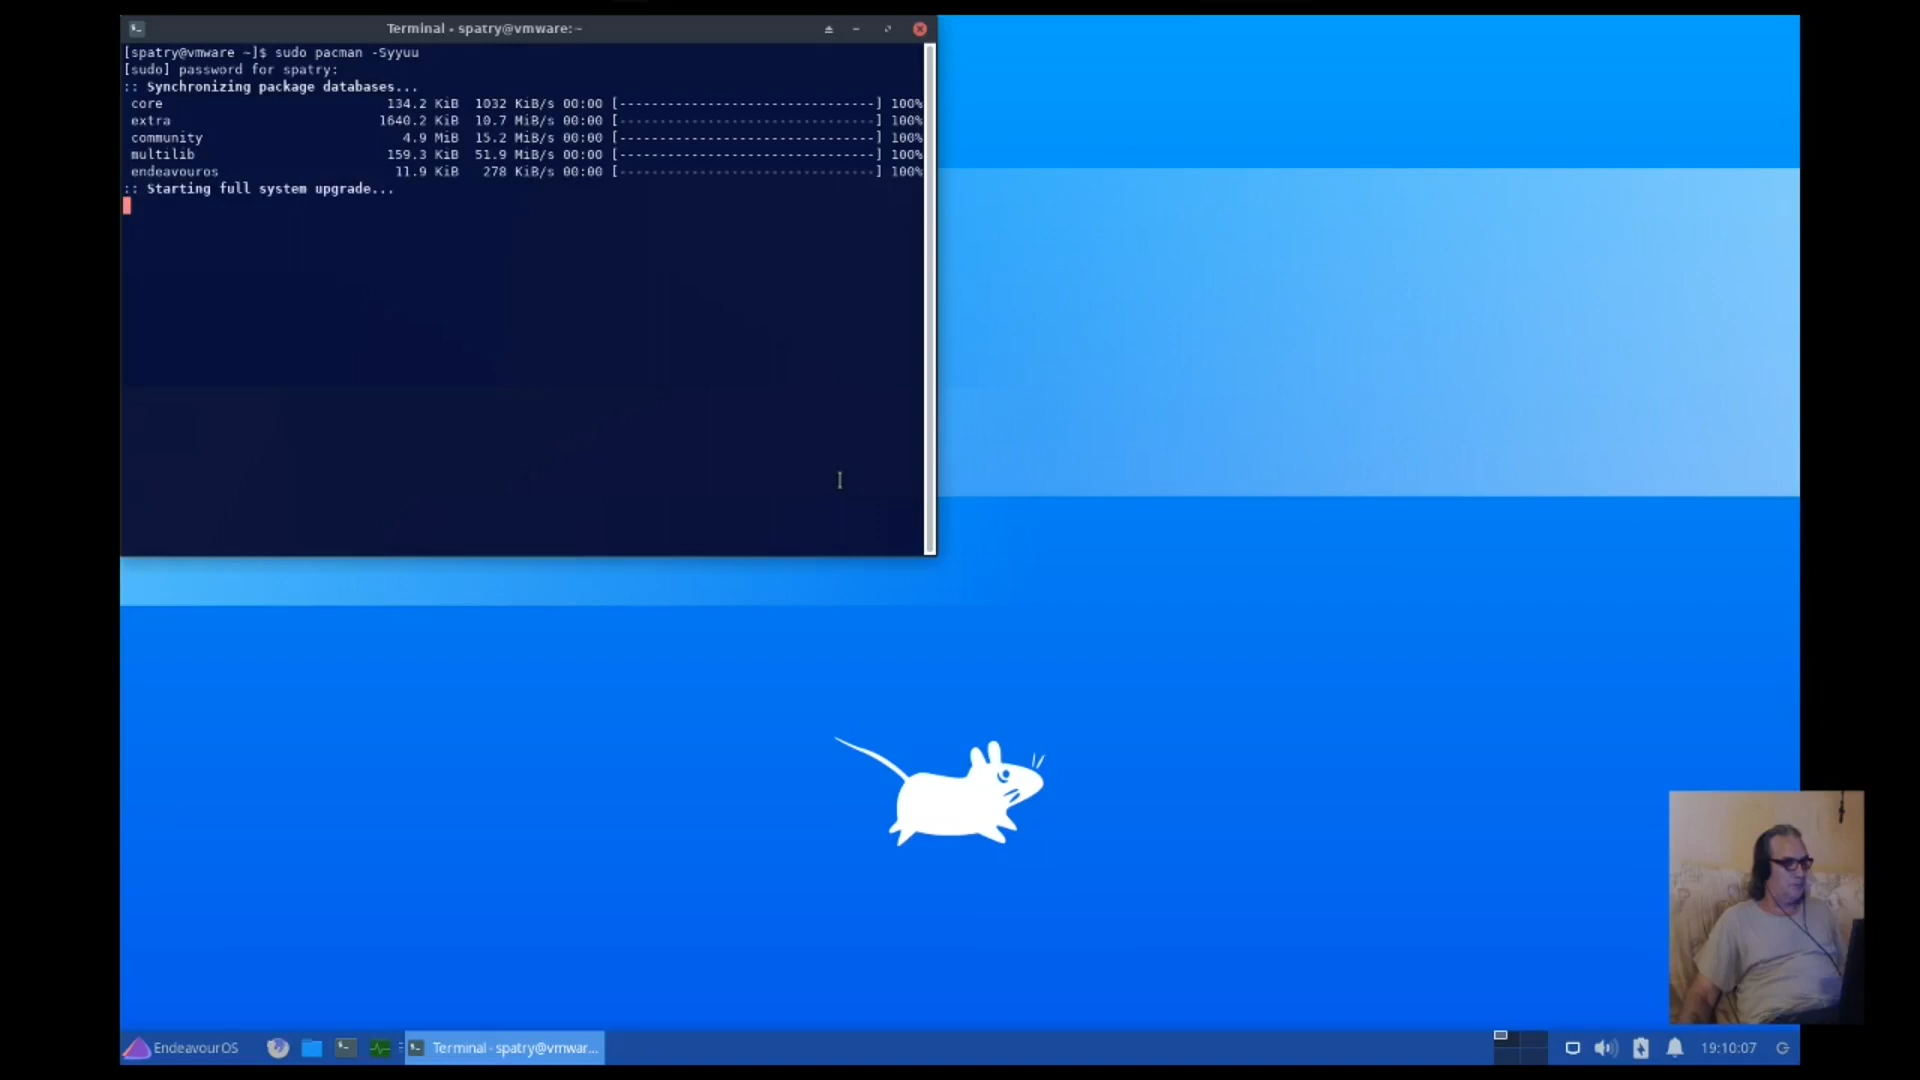 Terminal - spatry@vmware:~
[spatry@vmware ~]$ sudo pacman -Syyuu
[sudo] password for spatry:
:: Synchronizing package databases...
core 134.2 KiB 1032 KiB/s 00:00 [-------------------------------] 100%
extra 1640.2 KiB 10.7 MiB/s 00:00 [-------------------------------] 100%
community 4.9 MiB 15.2 MiB/s 00:00 [-------------------------------] 100%
multilib 159.3 KiB 51.9 MiB/s 00:00 [-------------------------------] 100%
endeavouros 11.9 KiB 278 KiB/s 00:00 [-------------------------------] 100%
:: Starting full system upgrade...
EndeavourOS
Terminal - spatry@vmwar...
19:10:07